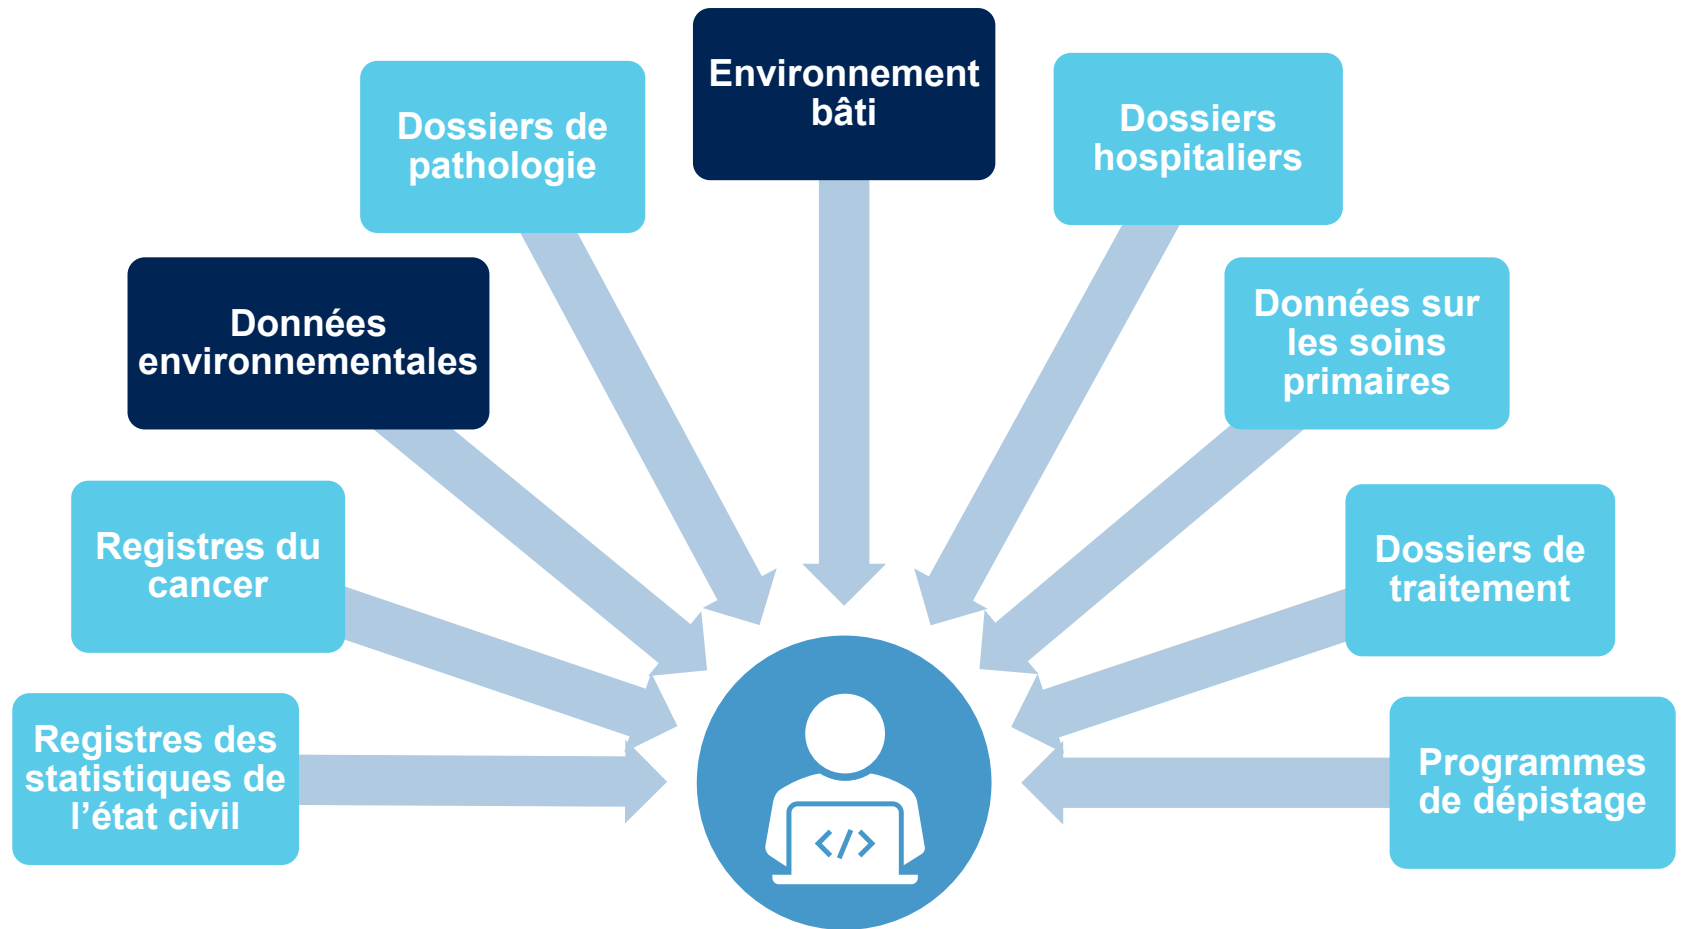 Environnement
bâti
Dossiers de
pathologie
Dossiers
hospitaliers
Données
environnementales
Données sur
les soins
primaires
Registres du
cancer
Dossiers de
traitement
Registres des
statistiques de
l’état civil
Programmes
de dépistage
</>